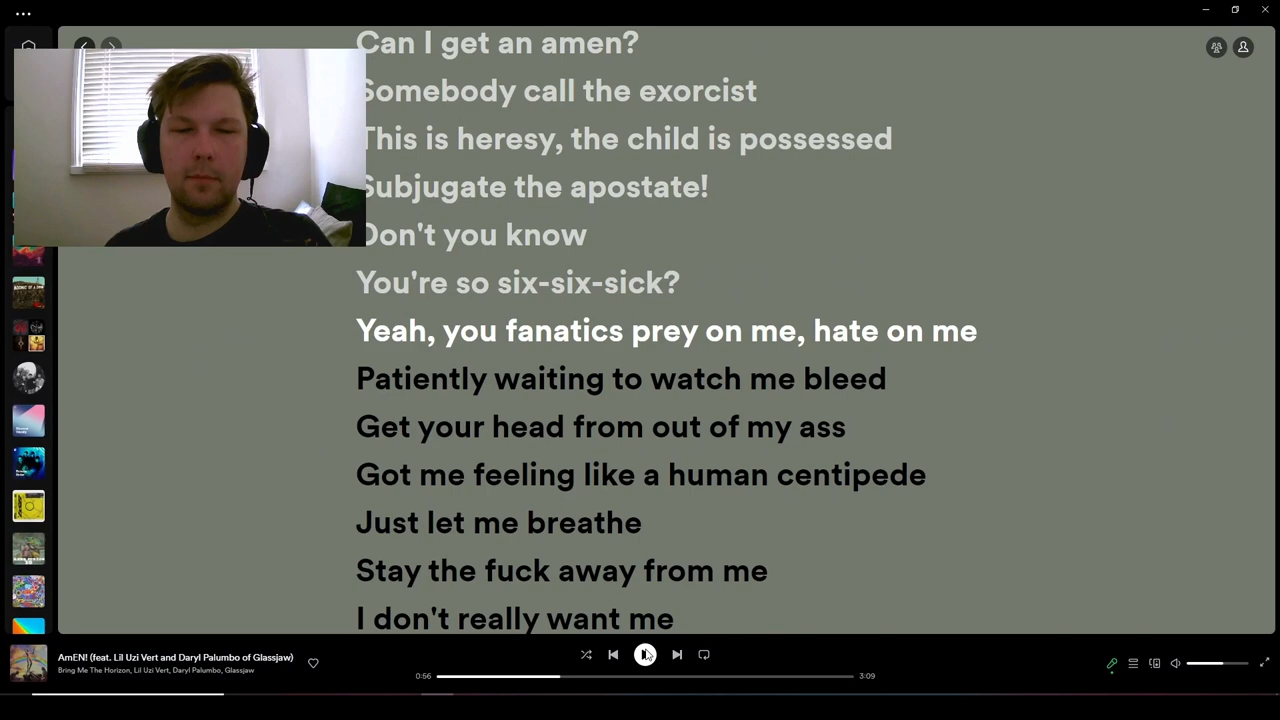 Can I get an amen?
Somebody call the exorcist
This is heresy, the child is possessed
Subjugate the apostate!
Don't you know
You're so six-six-sick?
Yeah, you fanatics prey on me, hate on me
Patiently waiting to watch me bleed
Get your head from out of my ass
Got me feeling like a human centipede
Just let me breathe
Stay the fuck away from me
I don't really want me
AmEN! (feat. Lil Uzi Vert and Daryl Palumbo of Glassjaw)
Bring Me The Horizon, Lil Uzi Vert, Daryl Palumbo, Glassjaw
0:56
3:09